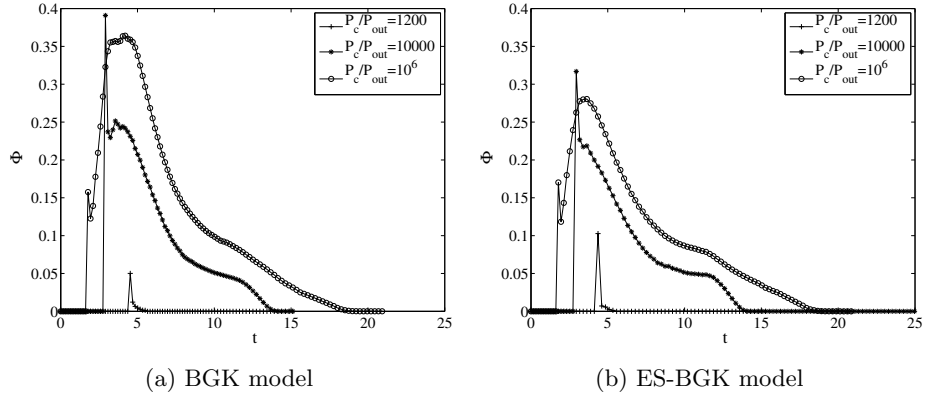 0.4
0.35
0.3
0.25
0.2
0.15
0.1
0.05
0
Φ
0 5 10 15 20 25
t
P_c/P_out=1200
P_c/P_out=10000
P_c/P_out=10^6
(a) BGK model
0.4
0.35
0.3
0.25
0.2
0.15
0.1
0.05
0
Φ
0 5 10 15 20 25
t
P_c/P_out=1200
P_c/P_out=10000
P_c/P_out=10^6
(b) ES-BGK model